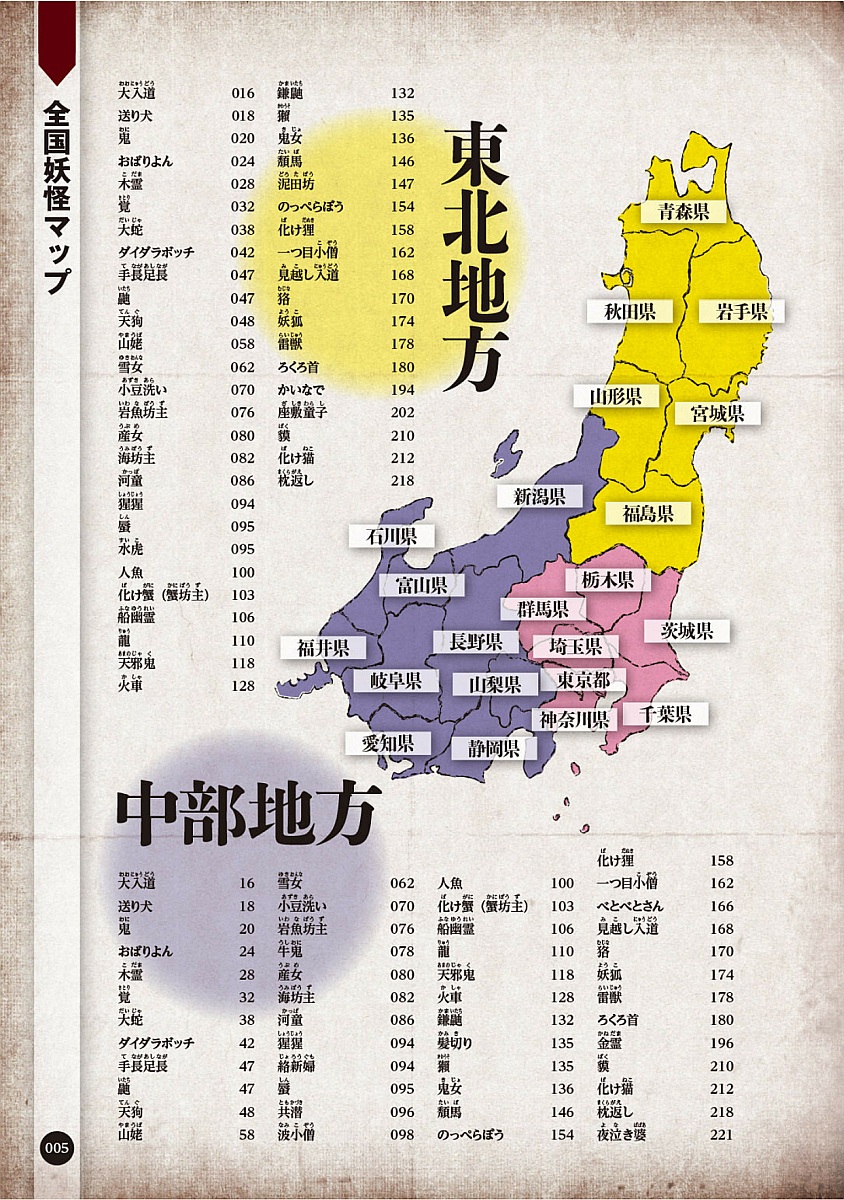 全国妖怪マップ
東北地方
大入道 016
送り犬 018
鬼 020
おばりよん 024
木霊 028
覚 032
大蛇 038
ダイダラボッチ 042
手長足長 047
鼬 047
天狗 048
山姥 058
雪女 062
小豆洗い 070
岩魚坊主 076
産女 080
海坊主 082
河童 086
猩猩 094
蜃 095
水虎 095
人魚 100
化け蟹（蟹坊主） 103
船幽霊 106
龍 110
天邪鬼 118
火車 128
鎌鼬 132
獺 135
鬼女 136
頽馬 146
泥田坊 147
のっぺらぼう 154
化け狸 158
一つ目小僧 162
見越し入道 168
狢 170
妖狐 174
雷獣 178
ろくろ首 180
かいなで 194
座敷童子 202
獏 210
化け猫 212
枕返し 218
青森県
秋田県
岩手県
山形県
宮城県
新潟県
福島県
石川県
富山県
栃木県
群馬県
福井県
長野県
埼玉県
茨城県
岐阜県
山梨県
東京都
愛知県
静岡県
神奈川県
千葉県
中部地方
大入道 16
送り犬 18
鬼 20
おばりよん 24
木霊 28
覚 32
大蛇 38
ダイダラボッチ 42
手長足長 47
鼬 47
天狗 48
山姥 58
雪女 062
小豆洗い 070
岩魚坊主 076
牛鬼 078
産女 080
海坊主 082
河童 086
猩猩 094
絡新婦 094
蜃 095
共潜 096
波小僧 098
人魚 100
化け蟹（蟹坊主） 103
船幽霊 106
龍 110
天邪鬼 118
火車 128
鎌鼬 132
髪切り 135
獺 135
鬼女 136
頽馬 146
のっぺらぼう 154
化け狸 158
一つ目小僧 162
べとべとさん 166
見越し入道 168
狢 170
妖狐 174
雷獣 178
ろくろ首 180
金霊 196
獏 210
化け猫 212
枕返し 218
夜泣き婆 221
005